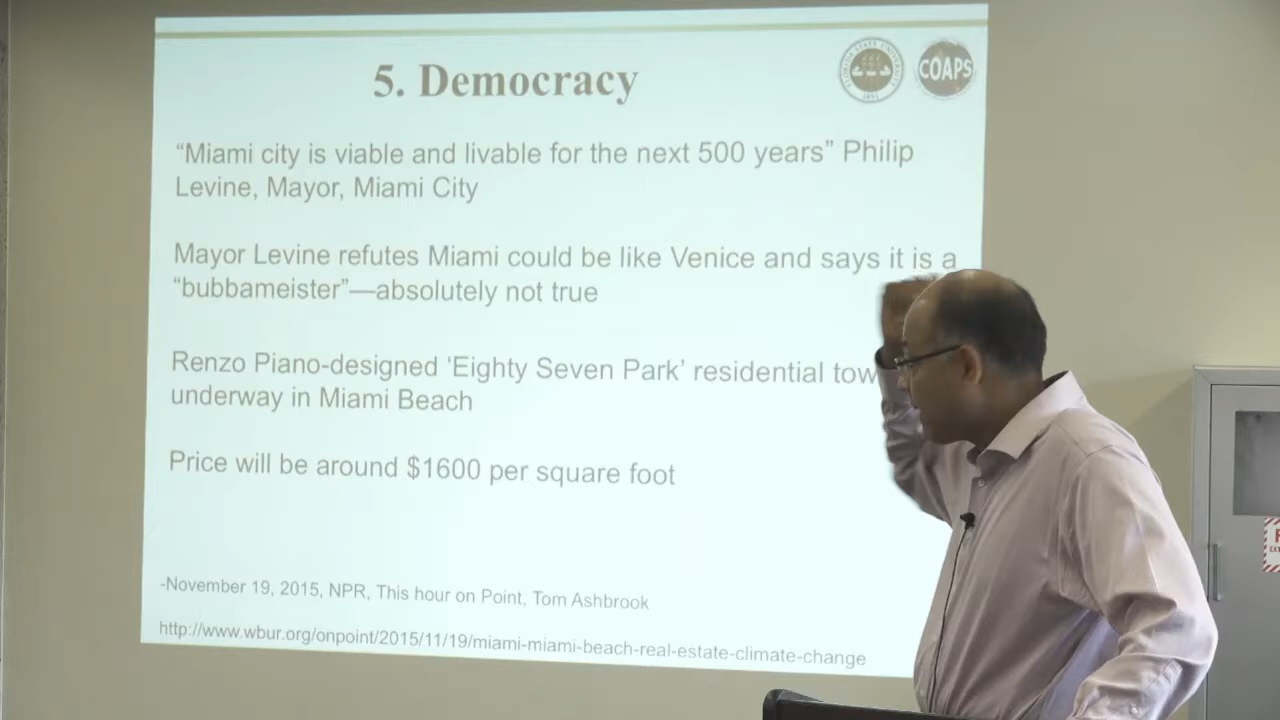 5. Democracy
FLORIDA STATE UNIVERSITY
1851
COAPS
“Miami city is viable and livable for the next 500 years” Philip
Levine, Mayor, Miami City
Mayor Levine refutes Miami could be like Venice and says it is a
“bubbameister”—absolutely not true
Renzo Piano-designed ‘Eighty Seven Park’ residential tow
underway in Miami Beach
Price will be around $1600 per square foot
-November 19, 2015, NPR, This hour on Point, Tom Ashbrook
http://www.wbur.org/onpoint/2015/11/19/miami-miami-beach-real-estate-climate-change